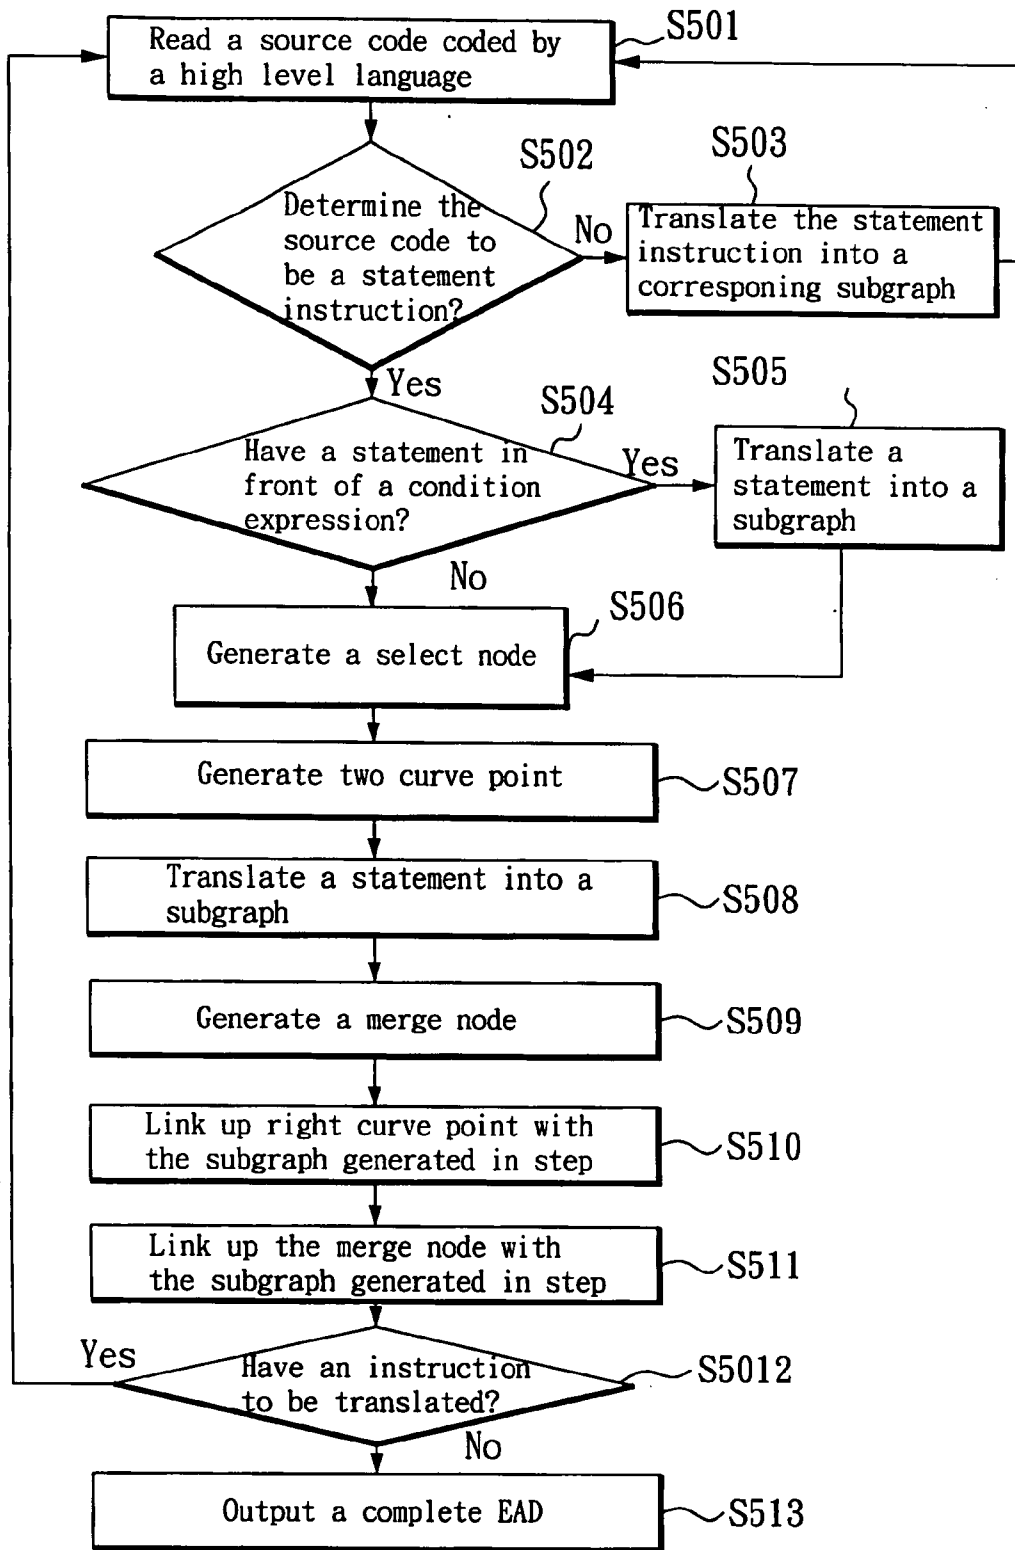 Read a source code coded by
a high level language
S501
Determine the
source code to
be a statement
instruction?
S502
No
S503
Translate the statement
instruction into a
corresponing subgraph
Yes
S504
Have a statement in
front of a condition
expression?
Yes
S505
Translate a
statement into a
subgraph
No
S506
Generate a select node
Generate two curve point
S507
Translate a statement into a
subgraph
S508
Generate a merge node
S509
Link up right curve point with
the subgraph generated in step
S510
Link up the merge node with
the subgraph generated in step
S511
Yes
Have an instruction
to be translated?
S5012
No
Output a complete EAD
S513